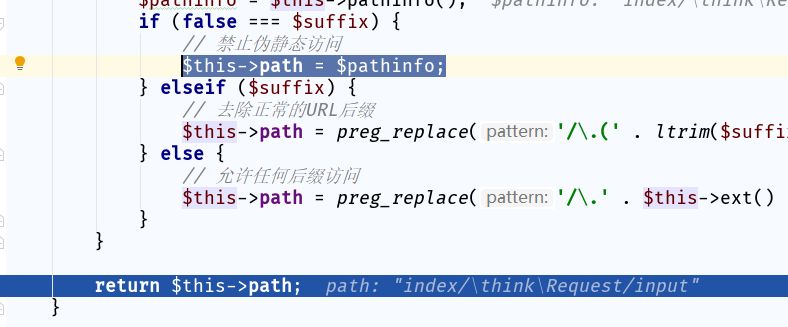 $pathinfo = $this->pathinfo(); $pathinfo: "index/\think\Re
if (false === $suffix) {
// 禁止伪静态访问
$this->path = $pathinfo;
} elseif ($suffix) {
// 去除正常的URL后缀
$this->path = preg_replace( pattern: '/\.(' . ltrim($suffix
} else {
// 允许任何后缀访问
$this->path = preg_replace( pattern: '/\.' . $this->ext()
}
}
return $this->path; path: "index/\think\Request/input"
}